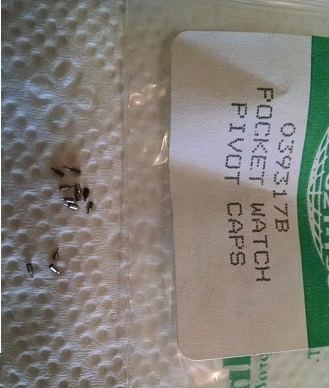 039317B
POCKET WATCH
PIVOT CAPS